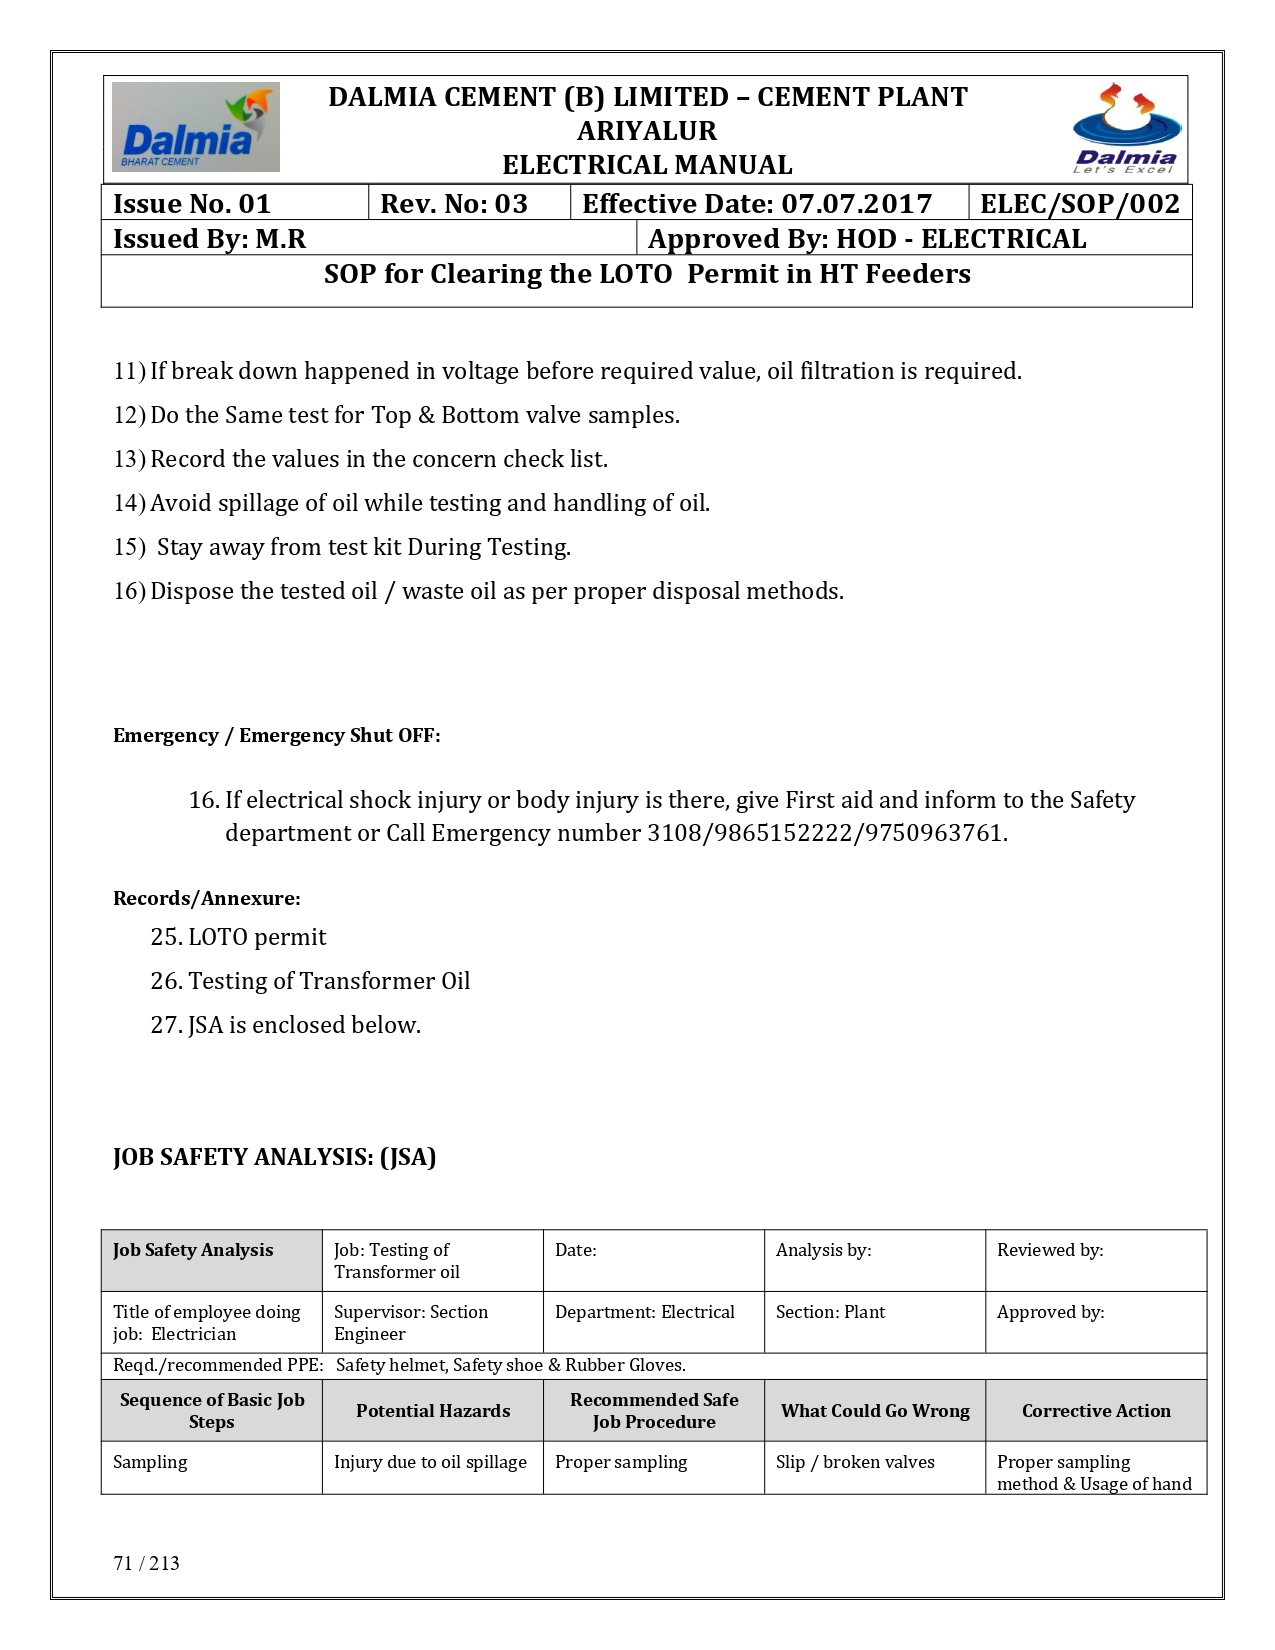 Dalmia
BHARAT CEMENT
DALMIA CEMENT (B) LIMITED – CEMENT PLANT
ARIYALUR
ELECTRICAL MANUAL
Dalmia
Let's Excel
Issue No. 01 Rev. No: 03 Effective Date: 07.07.2017 ELEC/SOP/002
Issued By: M.R Approved By: HOD - ELECTRICAL
SOP for Clearing the LOTO  Permit in HT Feeders
11) If break down happened in voltage before required value, oil filtration is required.
12) Do the Same test for Top & Bottom valve samples.
13) Record the values in the concern check list.
14) Avoid spillage of oil while testing and handling of oil.
15)  Stay away from test kit During Testing.
16) Dispose the tested oil / waste oil as per proper disposal methods.
Emergency / Emergency Shut OFF:
16. If electrical shock injury or body injury is there, give First aid and inform to the Safety
department or Call Emergency number 3108/9865152222/9750963761.
Records/Annexure:
25. LOTO permit
26. Testing of Transformer Oil
27. JSA is enclosed below.
JOB SAFETY ANALYSIS: (JSA)
Job Safety Analysis
Job: Testing of
Transformer oil
Date:
Analysis by:
Reviewed by:
Title of employee doing
job:  Electrician
Supervisor: Section
Engineer
Department: Electrical
Section: Plant
Approved by:
Reqd./recommended PPE:   Safety helmet, Safety shoe & Rubber Gloves.
Sequence of Basic Job
Steps
Potential Hazards
Recommended Safe
Job Procedure
What Could Go Wrong
Corrective Action
Sampling
Injury due to oil spillage
Proper sampling
Slip / broken valves
Proper sampling
method & Usage of hand
71 / 213